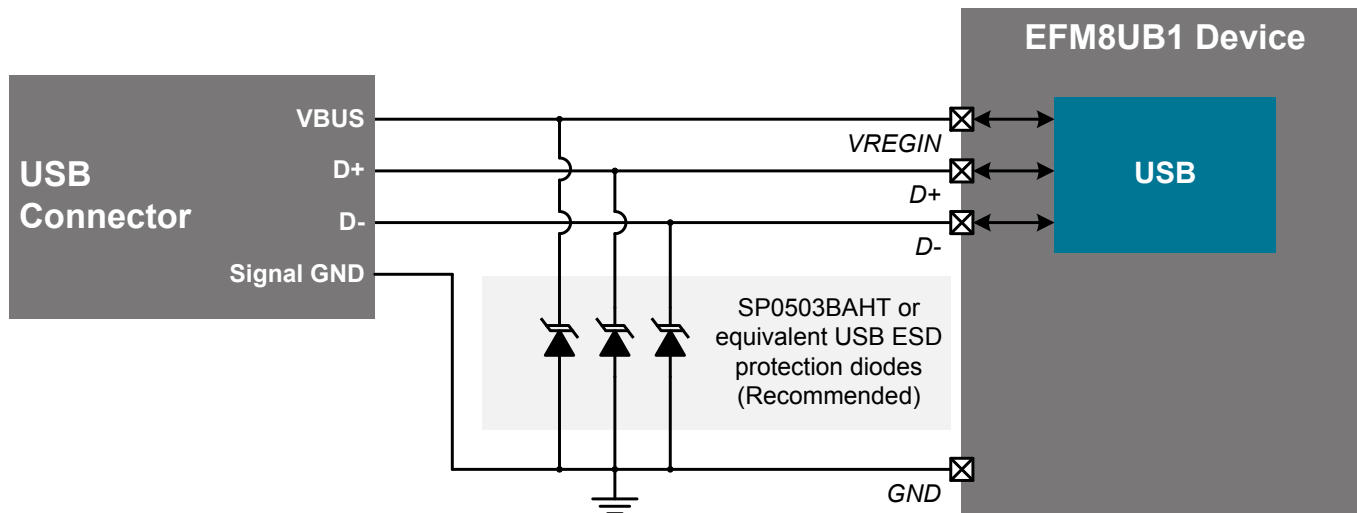 EFM8UB1 Device
VBUS
VREGIN
USB
Connector
D+
D+
USB
D-
D-
Signal GND
SP0503BAHT or
equivalent USB ESD
protection diodes
(Recommended)
GND